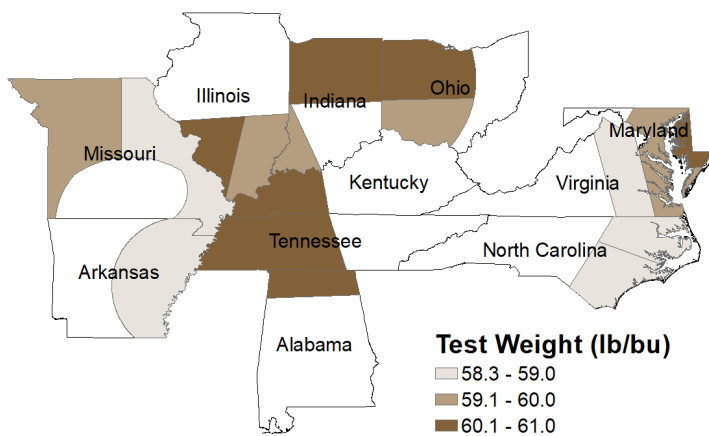 Illinois
Indiana
Ohio
Missouri
Maryland
Kentucky
Virginia
Tennessee
North Carolina
Arkansas
Alabama
Test Weight (lb/bu)
58.3 - 59.0
59.1 - 60.0
60.1 - 61.0